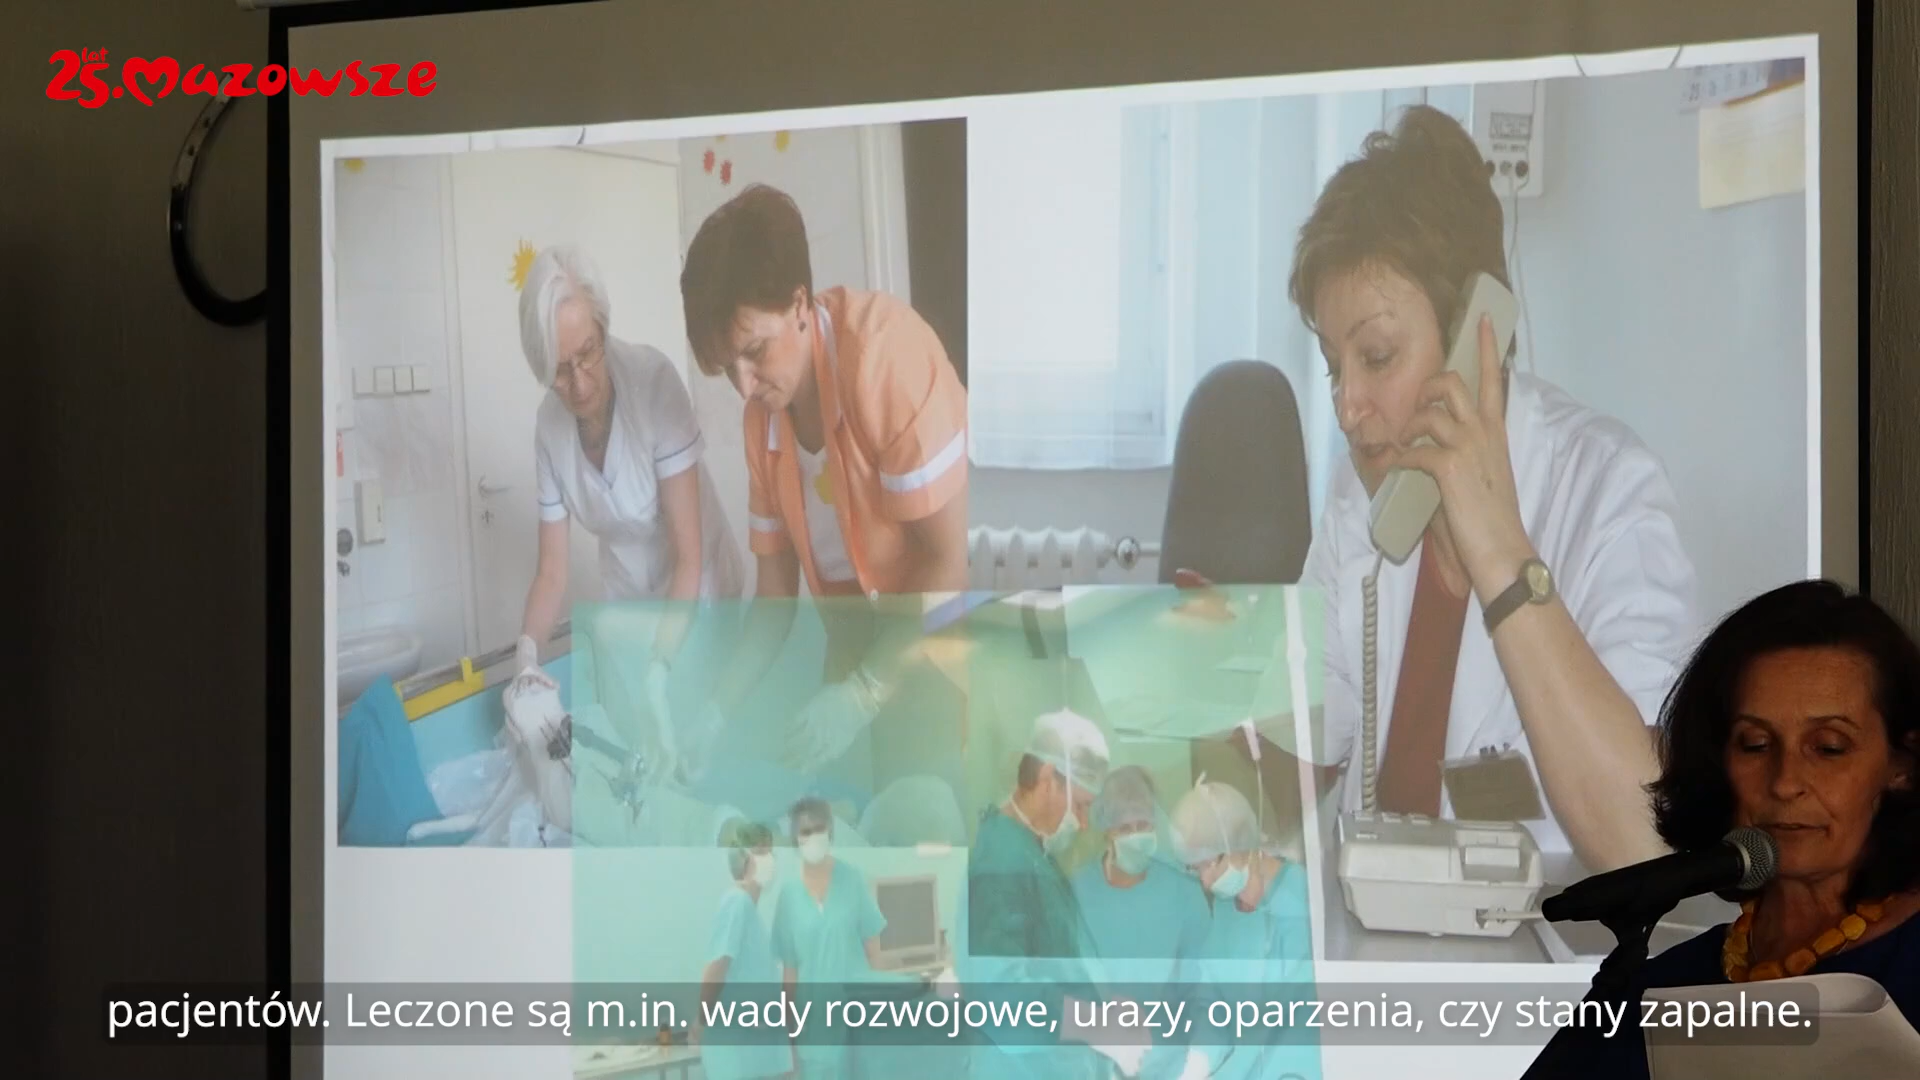 25 lat.Mazowsze
pacjentów. Leczone są m.in. wady rozwojowe, urazy, oparzenia, czy stany zapalne.